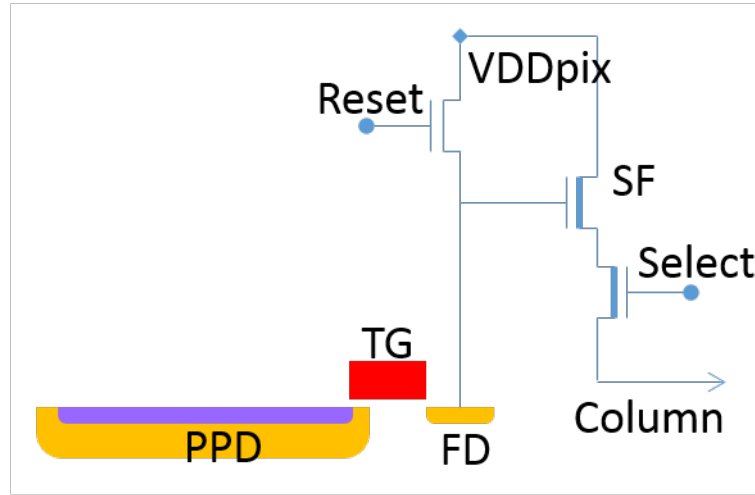 VDDpix
Reset
SF
Select
TG
Column
PPD
FD